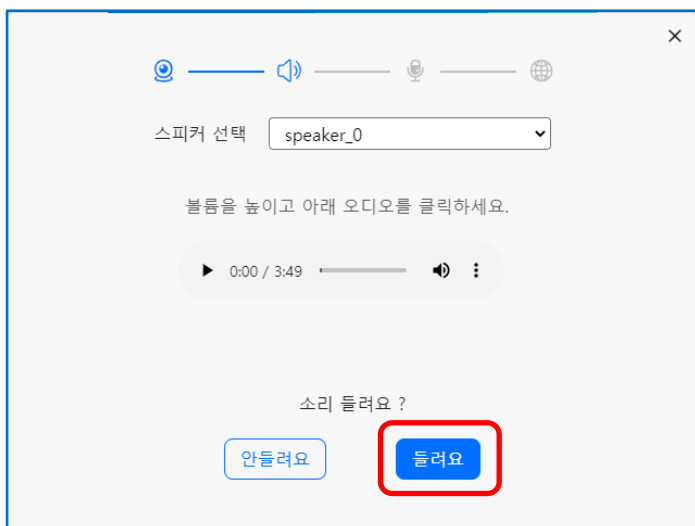 스피커 선택 speaker_0
볼륨을 높이고 아래 오디오를 클릭하세요.
0:00 / 3:49
소리 들려요 ?
안들려요 들려요